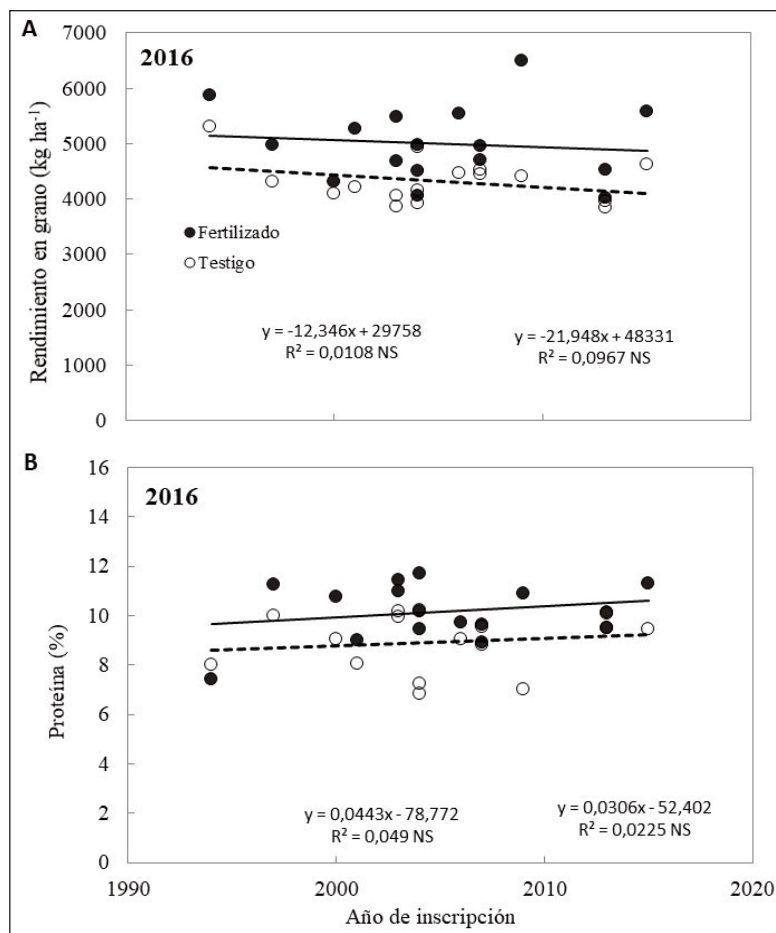 A
7000
2016
6000
5000
4000
Fertilizado
3000
Testigo
2000
y = -12,346x + 29758
R² = 0,0108 NS
y = -21,948x + 48331
R² = 0,0967 NS
1000
0
Rendimiento en grano (kg ha⁻¹)
B
16
2016
14
12
10
8
6
4
2
0
y = 0,0443x - 78,772
R² = 0,049 NS
y = 0,0306x - 52,402
R² = 0,0225 NS
Proteína (%)
1990 2000 2010 2020
Año de inscripción